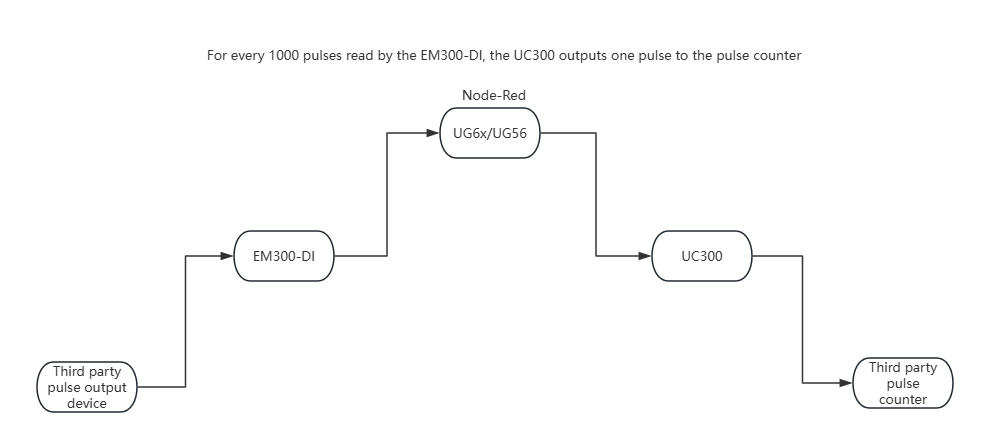 For every 1000 pulses read by the EM300-DI, the UC300 outputs one pulse to the pulse counter
Node-Red
UG6x/UG56
EM300-DI
UC300
Third party
pulse output
device
Third party
pulse
counter